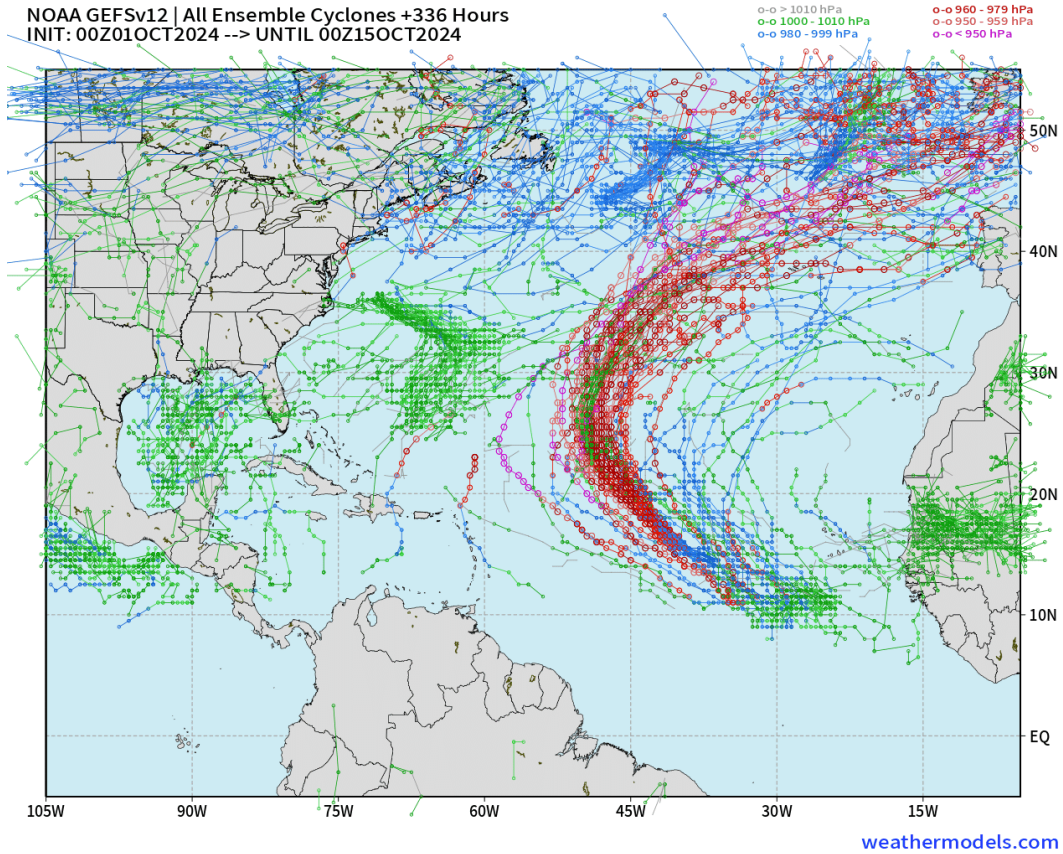 NOAA GEFSv12 | All Ensemble Cyclones +336 Hours
INIT: 00Z01OCT2024 --> UNTIL 00Z15OCT2024
o-o > 1010 hPa
o-o 1000 - 1010 hPa
o-o 980 - 999 hPa
o-o 960 - 979 hPa
o-o 950 - 959 hPa
o-o < 950 hPa
50N
40N
30N
20N
10N
EQ
105W 90W 75W 60W 45W 30W 15W
weathermodels.com